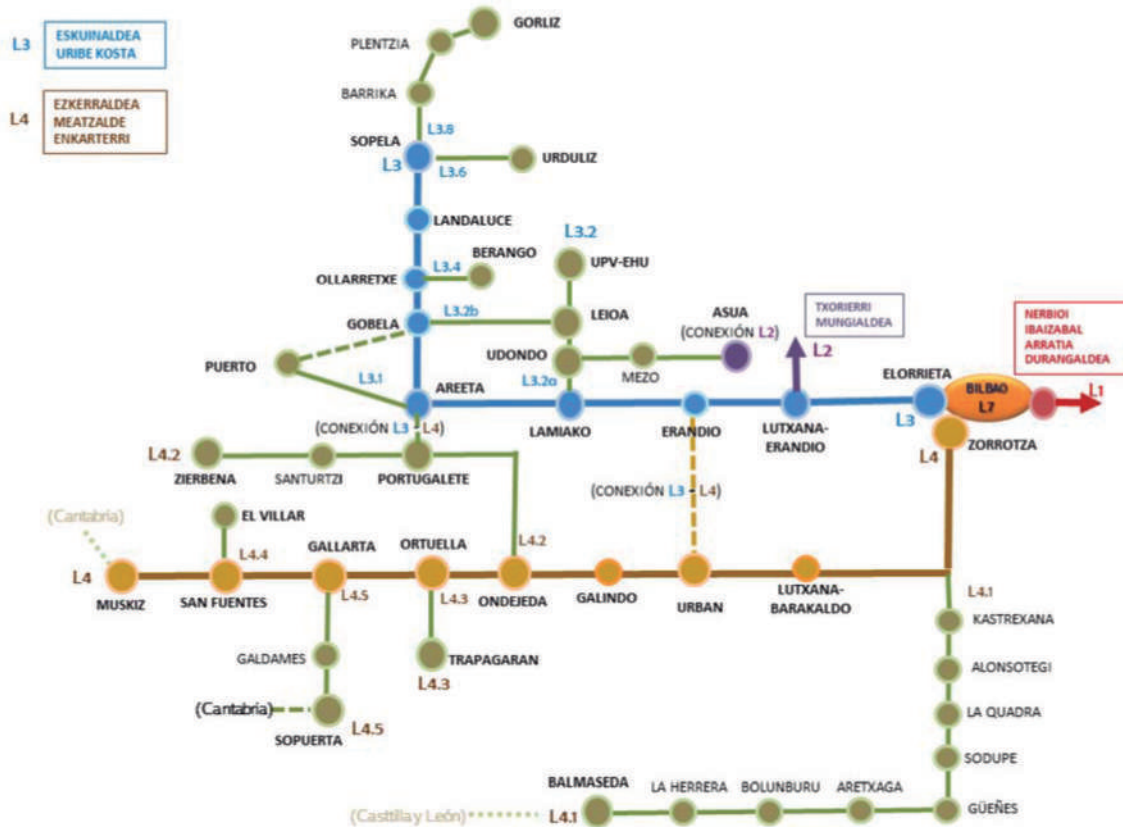 L3
ESKUINALDEA
URIBE KOSTA
L4
EZKERRALDEA
MEATZALDE
ENKARTERRI
GORLIZ
PLENTZIA
BARRIKA
L3.8
SOPELA
L3
L3.6
URDULIZ
LANDALUCE
BERANGO
L3.4
OLLARRETXE
L3.2
UPV-EHU
L3.2b
GOBELA
LEIOA
ASUA
(CONEXIÓN L2)
TXORIERRI
MUNGIALDEA
L2
NERBIOI
IBAIZABAL
ARRATIA
DURANGALDEA
PUERTO
L3.1
UDONDO
MEZO
L3.2a
ELORRIETA
BILBAO
L7
L1
AREETA
LAMIAKO
ERANDIO
LUTXANA-
ERANDIO
L3
ZORROTZA
L4
(CONEXIÓN L3 - L4)
L4.2
ZIERBENA
SANTURTZI
PORTUGALETE
(CONEXIÓN L3 - L4)
(Cantabria)
EL VILLAR
L4.4
GALLARTA
ORTUELLA
L4.2
L4
MUSKIZ
SAN FUENTES
L4.5
L4.3
ONDEJEDA
GALINDO
URBAN
LUTXANA-
BARAKALDO
L4.1
KASTREXANA
GALDAMES
TRAPAGARAN
L4.3
ALONSOTEGI
(Cantabria)
L4.5
SOPUERTA
LA QUADRA
SODUPE
BALMASEDA
LA HERRERA
BOLUNBURU
ARETXAGA
GÜEÑES
(Casttilla y León)
L4.1